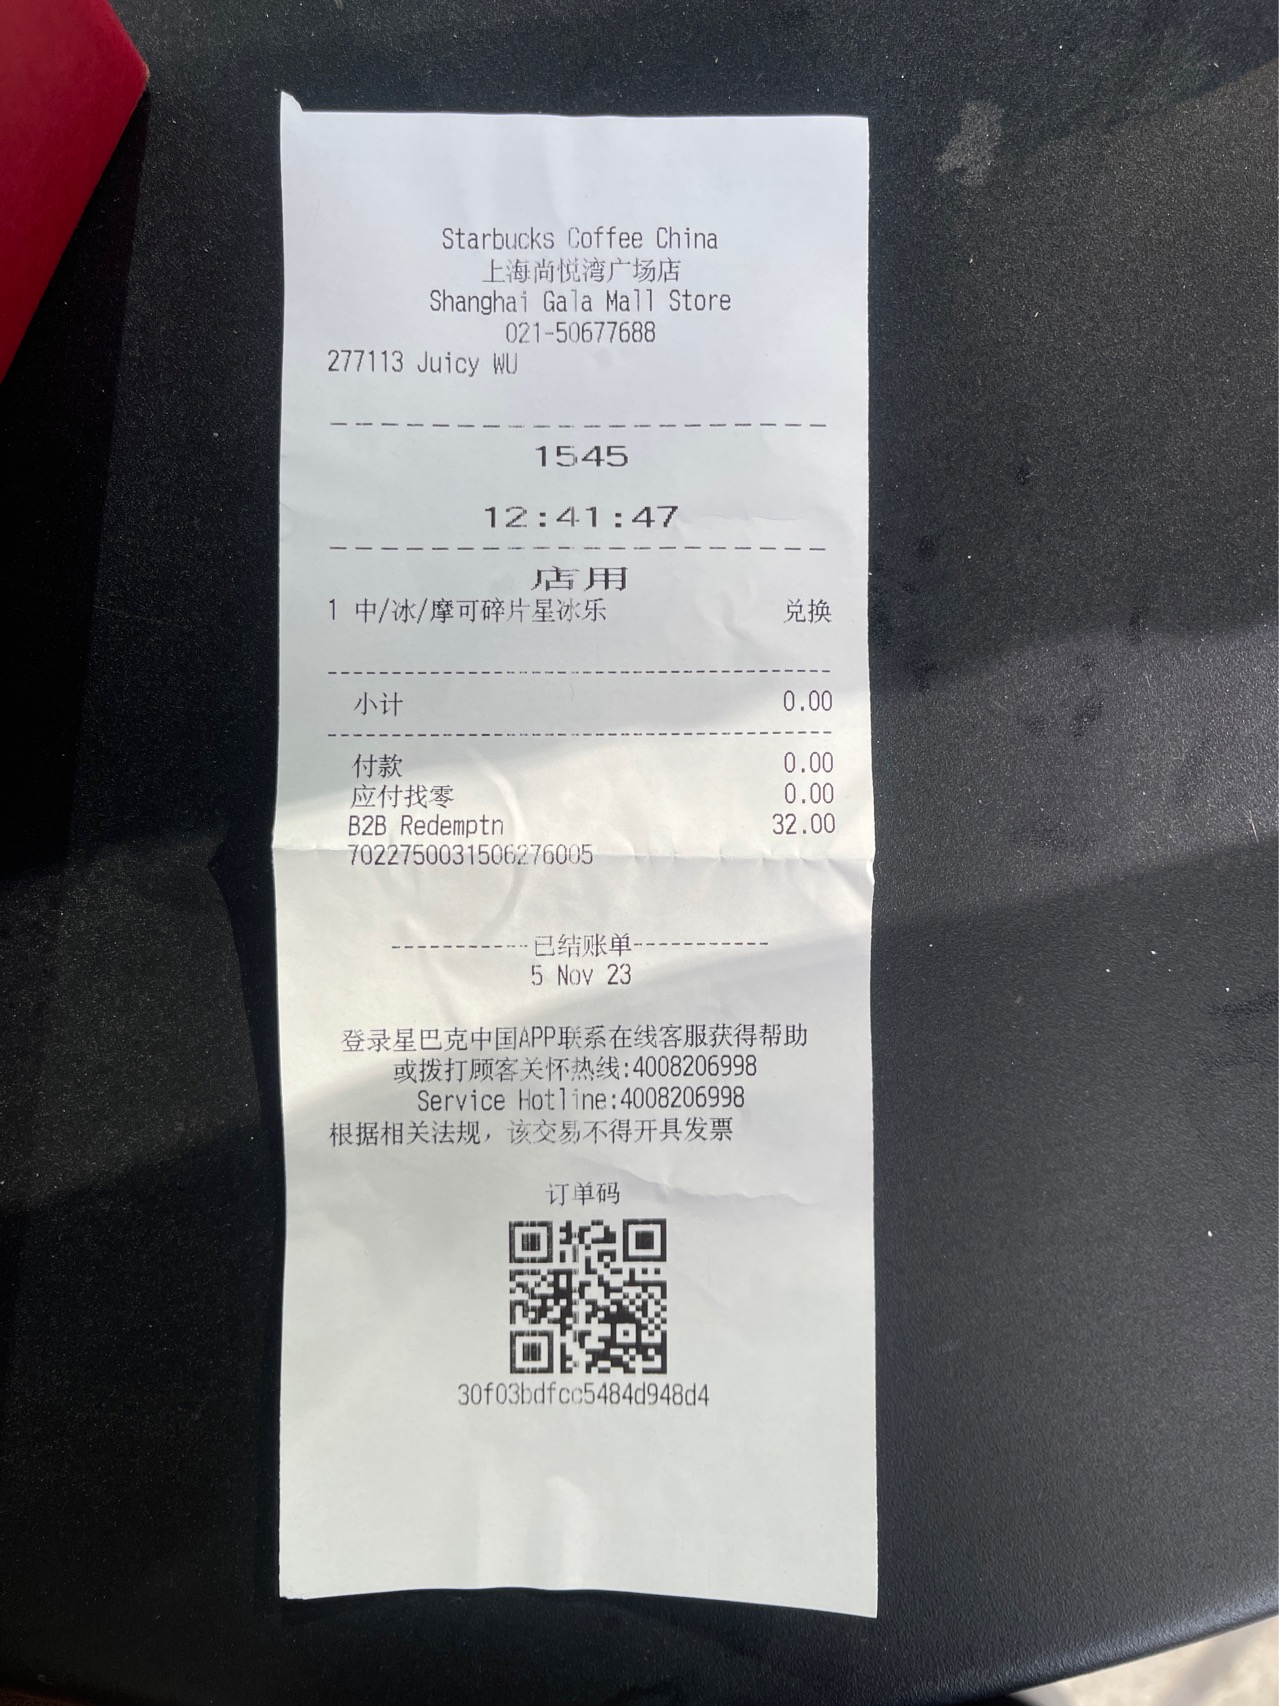 Starbucks Coffee China
上海尚悦湾广场店
Shanghai Gala Mall Store
021-50677688
277113 Juicy WU
1545
12:41:47
店用
1 中/冰/摩可碎片星冰乐 兑换
小计 0.00
付款 0.00
应付找零 0.00
B2B Redemptn 32.00
7022750031506276005
------------已结账单------------
5 Nov 23
登录星巴克中国APP联系在线客服获得帮助
或拨打顾客关怀热线:4008206998
Service Hotline:4008206998
根据相关法规，该交易不得开具发票
订单码
30f03bdfcc5484d948d4